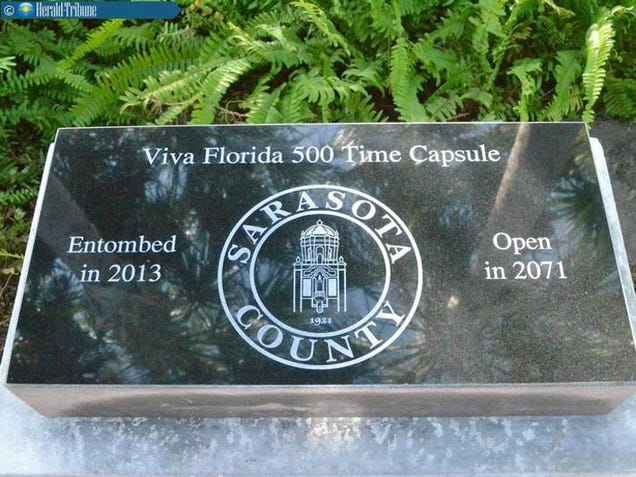 © Herald-Tribune
Viva Florida 500 Time Capsule
Entombed
in 2013
SARASOTA
COUNTY
1921
Open
in 2071